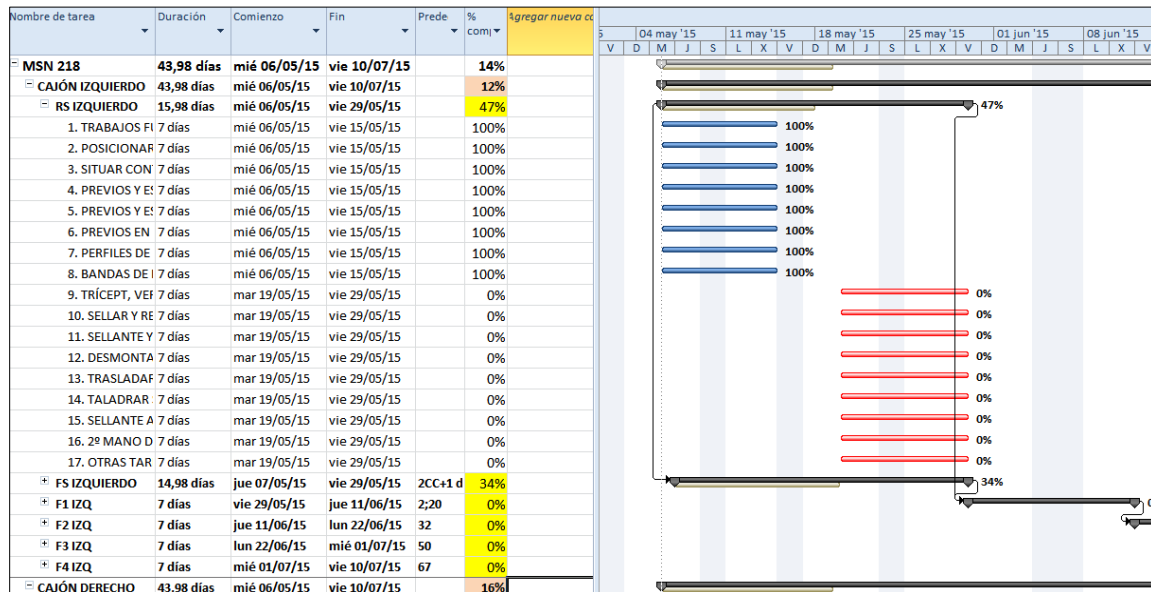 Nombre de tarea Duración Comienzo Fin Prede % comp Agregar nueva co
04 may '15 11 may '15 18 may '15 25 may '15 01 jun '15 08 jun '15
V D M J S L X V D M J S L X V D M J S L X V
MSN 218 43,98 días mié 06/05/15 vie 10/07/15 14%
CAJÓN IZQUIERDO 43,98 días mié 06/05/15 vie 10/07/15 12%
RS IZQUIERDO 15,98 días mié 06/05/15 vie 29/05/15 47% 47%
1. TRABAJOS FU 7 días mié 06/05/15 vie 15/05/15 100% 100%
2. POSICIONAR 7 días mié 06/05/15 vie 15/05/15 100% 100%
3. SITUAR CON 7 días mié 06/05/15 vie 15/05/15 100% 100%
4. PREVIOS Y ES 7 días mié 06/05/15 vie 15/05/15 100% 100%
5. PREVIOS Y ES 7 días mié 06/05/15 vie 15/05/15 100% 100%
6. PREVIOS EN 7 días mié 06/05/15 vie 15/05/15 100% 100%
7. PERFILES DE 7 días mié 06/05/15 vie 15/05/15 100% 100%
8. BANDAS DE 7 días mié 06/05/15 vie 15/05/15 100% 100%
9. TRÍCEPT, VER 7 días mar 19/05/15 vie 29/05/15 0% 0%
10. SELLAR Y RE 7 días mar 19/05/15 vie 29/05/15 0% 0%
11. SELLANTE Y 7 días mar 19/05/15 vie 29/05/15 0% 0%
12. DESMONTA 7 días mar 19/05/15 vie 29/05/15 0% 0%
13. TRASLADAR 7 días mar 19/05/15 vie 29/05/15 0% 0%
14. TALADRAR 7 días mar 19/05/15 vie 29/05/15 0% 0%
15. SELLANTE A 7 días mar 19/05/15 vie 29/05/15 0% 0%
16. 2º MANO D 7 días mar 19/05/15 vie 29/05/15 0% 0%
17. OTRAS TAR 7 días mar 19/05/15 vie 29/05/15 0% 0%
FS IZQUIERDO 14,98 días jue 07/05/15 vie 29/05/15 2CC+1 d 34% 34%
F1 IZQ 7 días vie 29/05/15 jue 11/06/15 2;20 0%
F2 IZQ 7 días jue 11/06/15 lun 22/06/15 32 0%
F3 IZQ 7 días lun 22/06/15 mié 01/07/15 50 0%
F4 IZQ 7 días mié 01/07/15 vie 10/07/15 67 0%
CAJÓN DERECHO 43,98 días mié 06/05/15 vie 10/07/15 16%